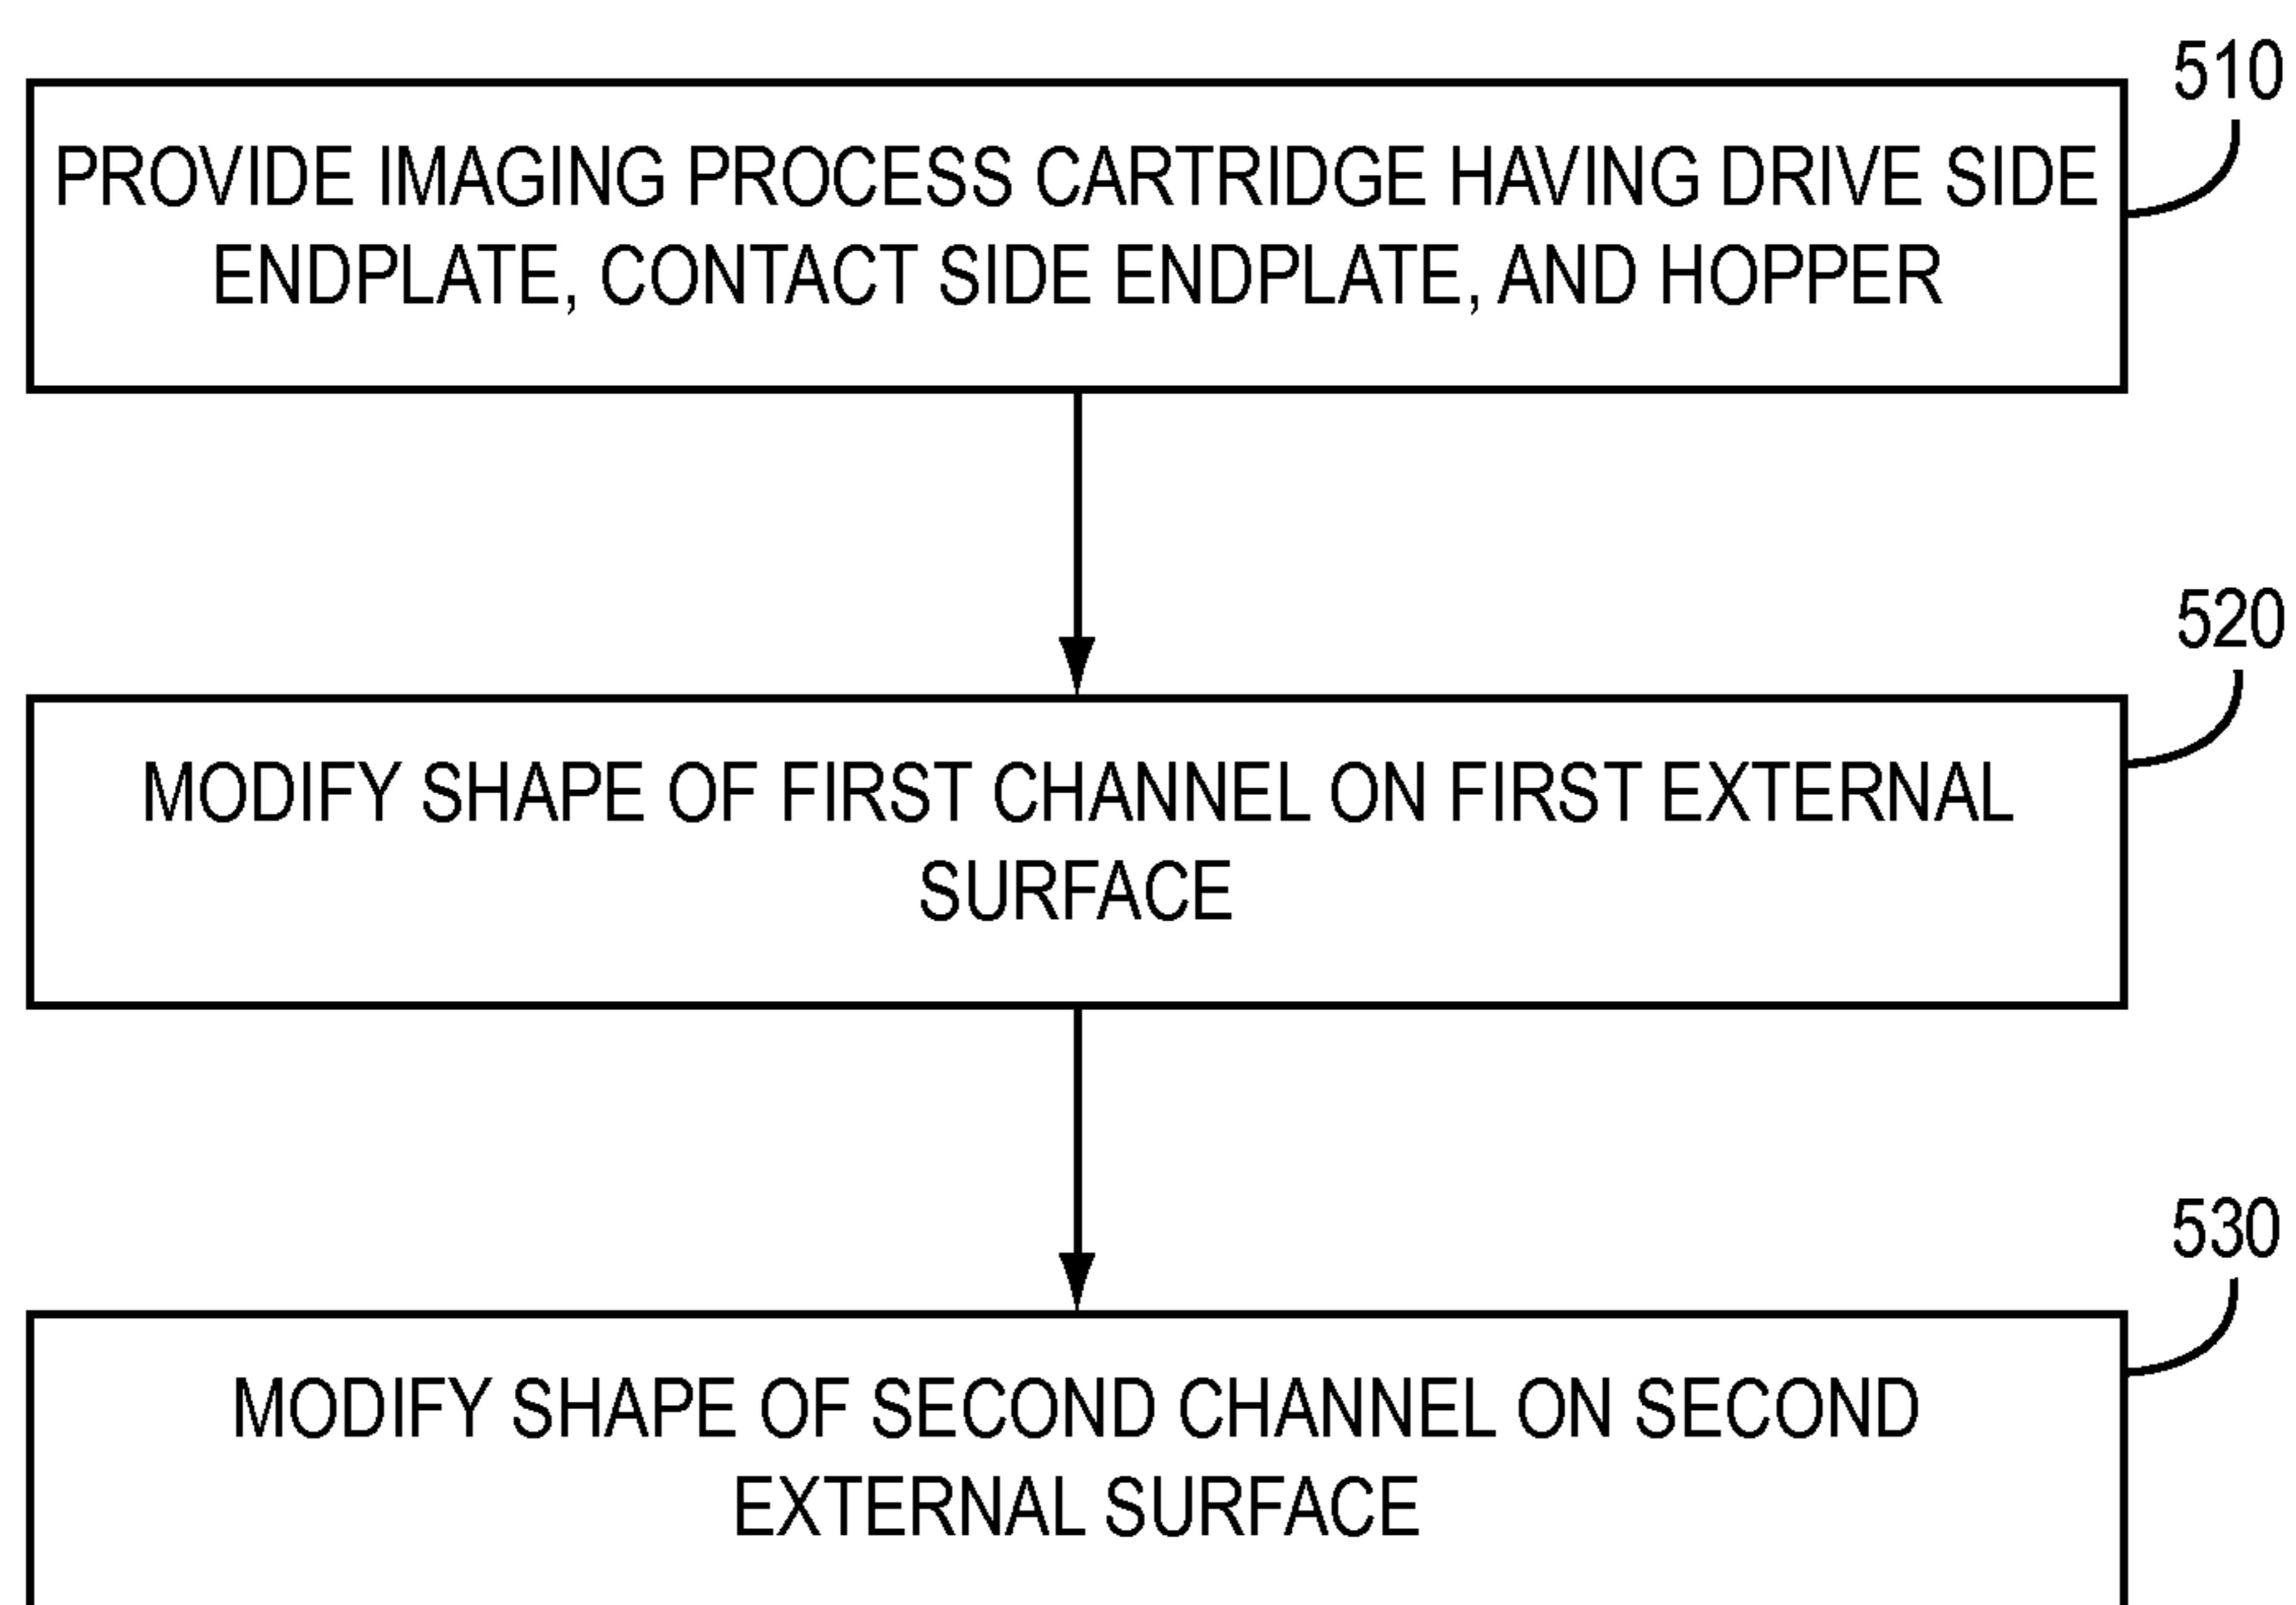 510
PROVIDE IMAGING PROCESS CARTRIDGE HAVING DRIVE SIDE
ENDPLATE, CONTACT SIDE ENDPLATE, AND HOPPER
520
MODIFY SHAPE OF FIRST CHANNEL ON FIRST EXTERNAL
SURFACE
530
MODIFY SHAPE OF SECOND CHANNEL ON SECOND
EXTERNAL SURFACE